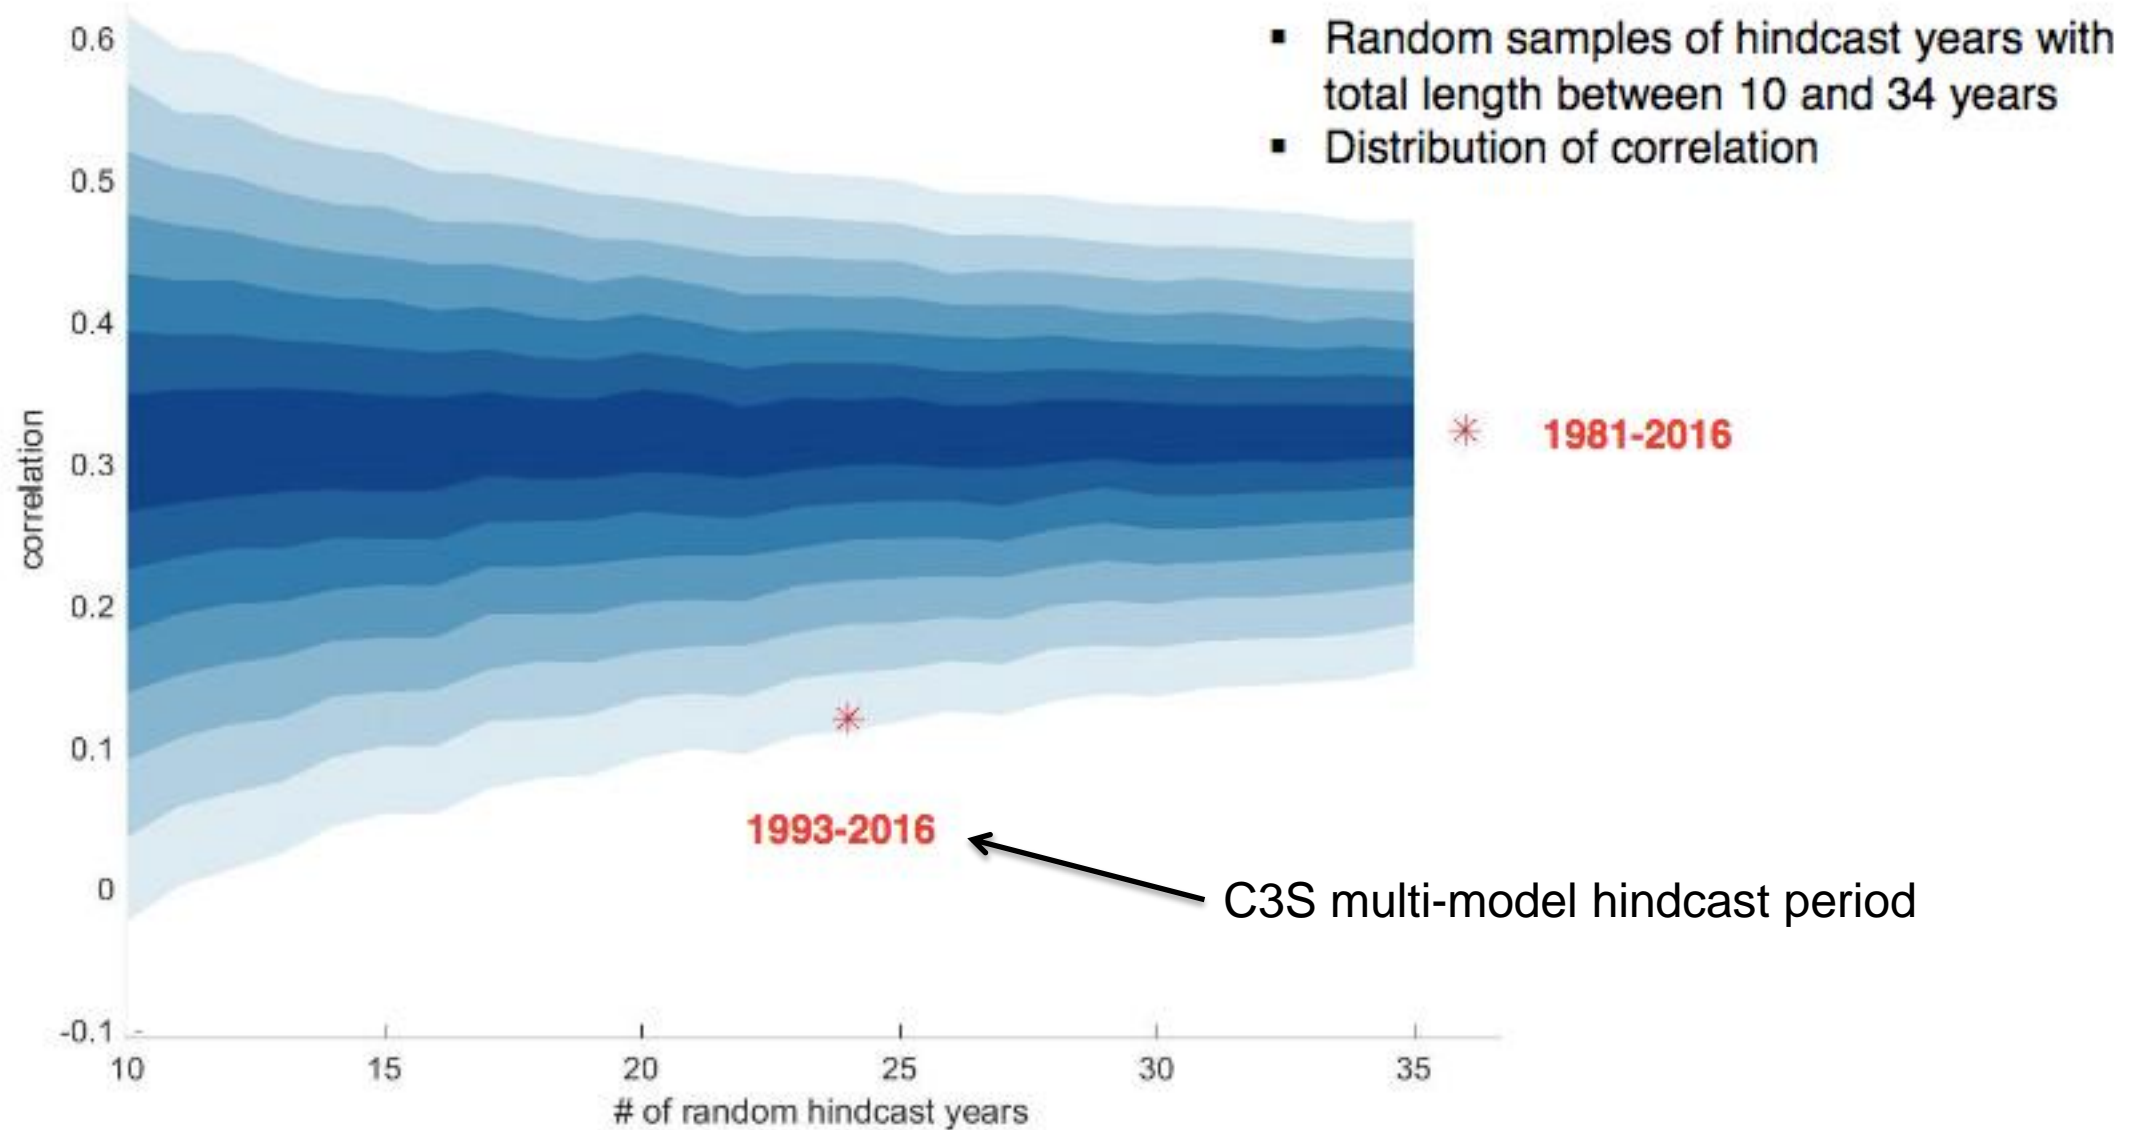 ▪ Random samples of hindcast years with
total length between 10 and 34 years
▪ Distribution of correlation
0.6
0.5
0.4
0.3
0.2
0.1
0
-0.1
correlation
1981-2016
1993-2016
C3S multi-model hindcast period
10 15 20 25 30 35
# of random hindcast years